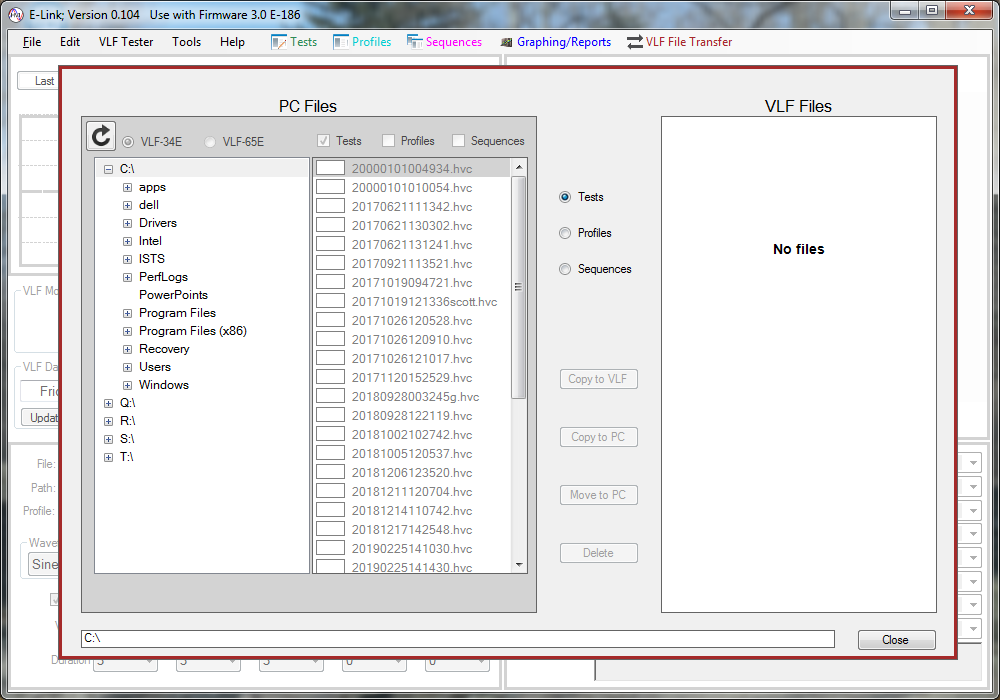 E-Link; Version 0.104 Use with Firmware 3.0 E-186
File Edit VLF Tester Tools Help Tests Profiles Sequences Graphing/Reports VLF File Transfer
Last
PC Files
VLF Files
VLF-34E VLF-65E Tests Profiles Sequences
C:\
apps
dell
Drivers
Intel
ISTS
PerfLogs
PowerPoints
Program Files
Program Files (x86)
Recovery
Users
Windows
Q:\
R:\
S:\
T:\
20000101004934.hvc
20000101010054.hvc
20170621111342.hvc
20170621130302.hvc
20170621131241.hvc
20170921113521.hvc
20171019094721.hvc
20171019121336scott.hvc
20171026120528.hvc
20171026120910.hvc
20171026121017.hvc
20171120152529.hvc
20180928003245g.hvc
20180928122119.hvc
20181002102742.hvc
20181005120537.hvc
20181206123520.hvc
20181211120704.hvc
20181214110742.hvc
20181217142548.hvc
20190225141030.hvc
20190225141430.hvc
Tests
Profiles
Sequences
Copy to VLF
Copy to PC
Move to PC
Delete
No files
C:\
Close
VLF Mo
VLF Da
Fri
Updat
File:
Path:
Profile:
Wave
Sine
Duration